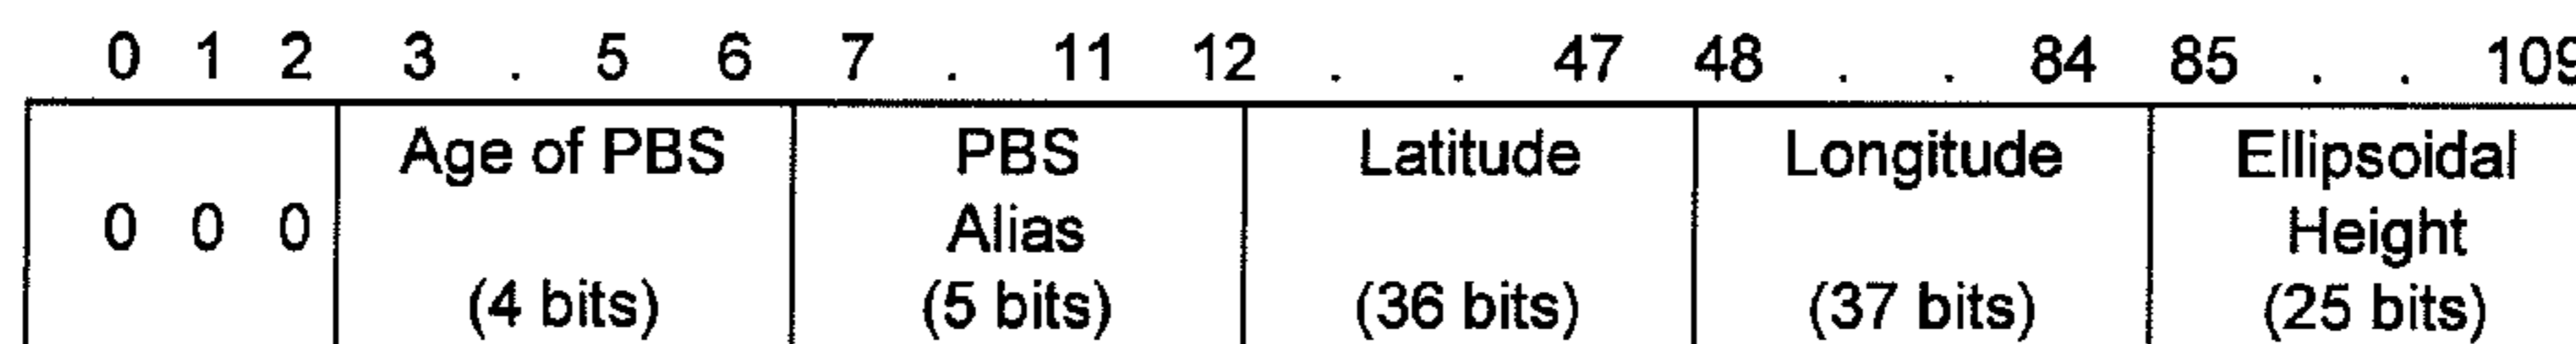 0 1 2 3 . 5 6 7 . 11 12 . . 47 48 . . 84 85 . . 109
Age of PBS PBS Latitude Longitude Ellipsoidal
0 0 0 Alias Height
(4 bits) (5 bits) (36 bits) (37 bits) (25 bits)